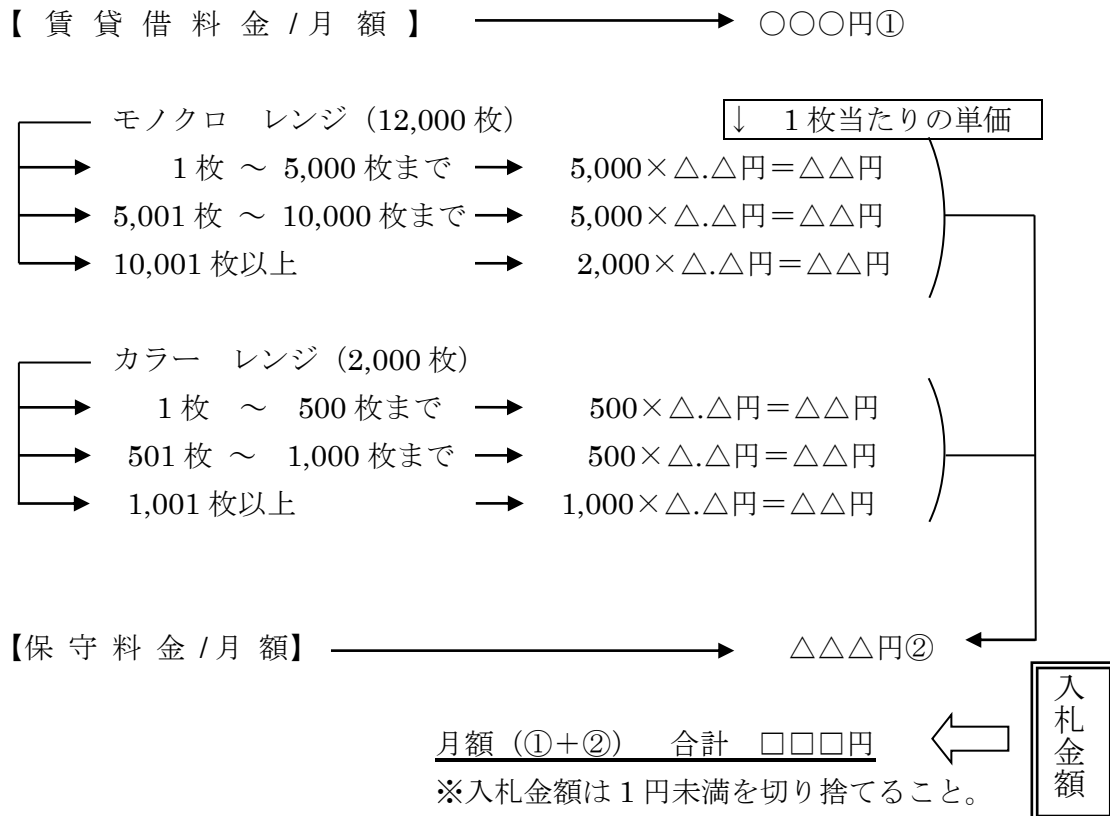 【賃貸借料金/月額】 ○○○円①
モノクロ レンジ（12,000枚） ↓ 1枚当たりの単価
1枚 ～ 5,000枚まで 5,000×△.△円＝△△円
5,001枚 ～ 10,000枚まで 5,000×△.△円＝△△円
10,001枚以上 2,000×△.△円＝△△円
カラー レンジ（2,000枚）
1枚 ～ 500枚まで 500×△.△円＝△△円
501枚 ～ 1,000枚まで 500×△.△円＝△△円
1,001枚以上 1,000×△.△円＝△△円
【保守料金/月額】 △△△円②
月額（①＋②） 合計 □□□円
入札金額
※入札金額は1円未満を切り捨てること。